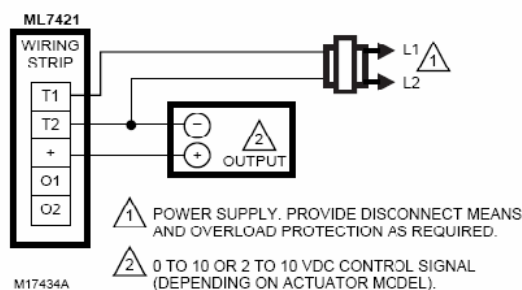 ML7421
WIRING
STRIP
T1
T2
+
O1
O2
L1
1
L2
−
+
2
OUTPUT
1 POWER SUPPLY. PROVIDE DISCONNECT MEANS
AND OVERLOAD PROTECTION AS REQUIRED.
2 0 TO 10 OR 2 TO 10 VDC CONTROL SIGNAL
(DEPENDING ON ACTUATOR MODEL).
M17434A